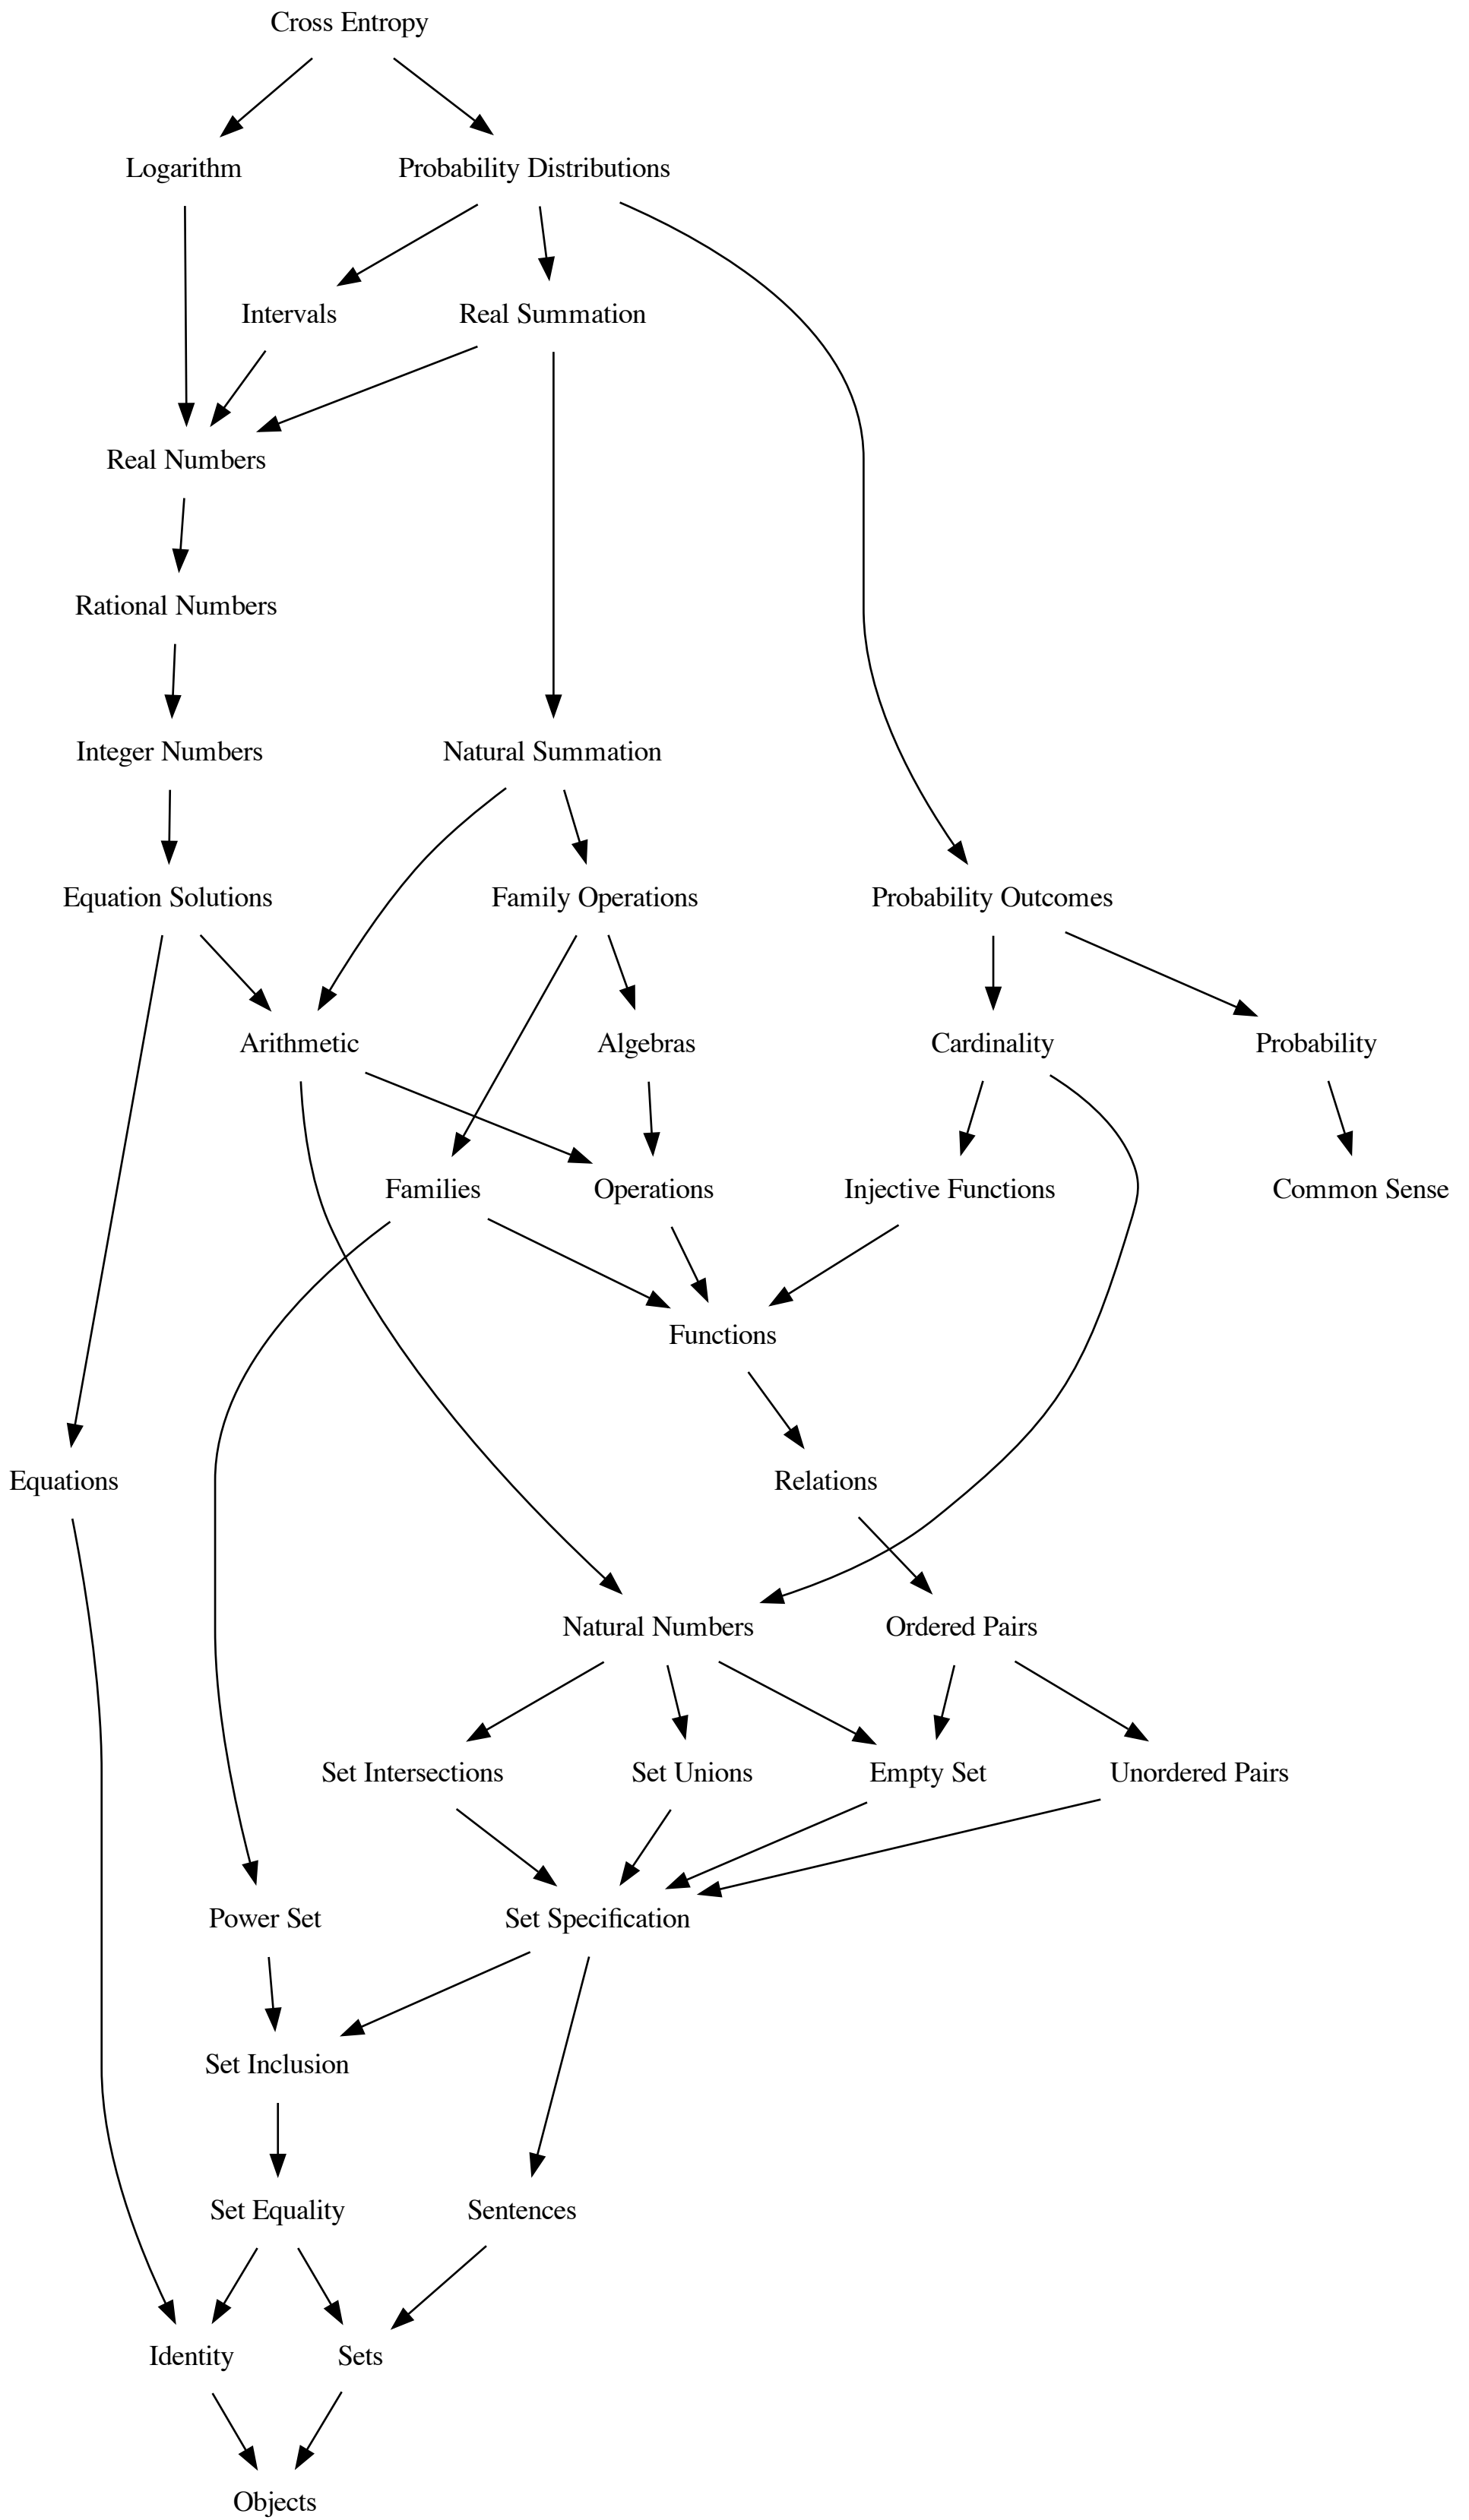 Cross Entropy
Logarithm
Probability Distributions
Intervals
Real Summation
Real Numbers
Rational Numbers
Integer Numbers
Natural Summation
Equation Solutions
Family Operations
Probability Outcomes
Arithmetic
Algebras
Cardinality
Probability
Families
Operations
Injective Functions
Common Sense
Functions
Equations
Relations
Natural Numbers
Ordered Pairs
Set Intersections
Set Unions
Empty Set
Unordered Pairs
Power Set
Set Specification
Set Inclusion
Set Equality
Sentences
Identity
Sets
Objects